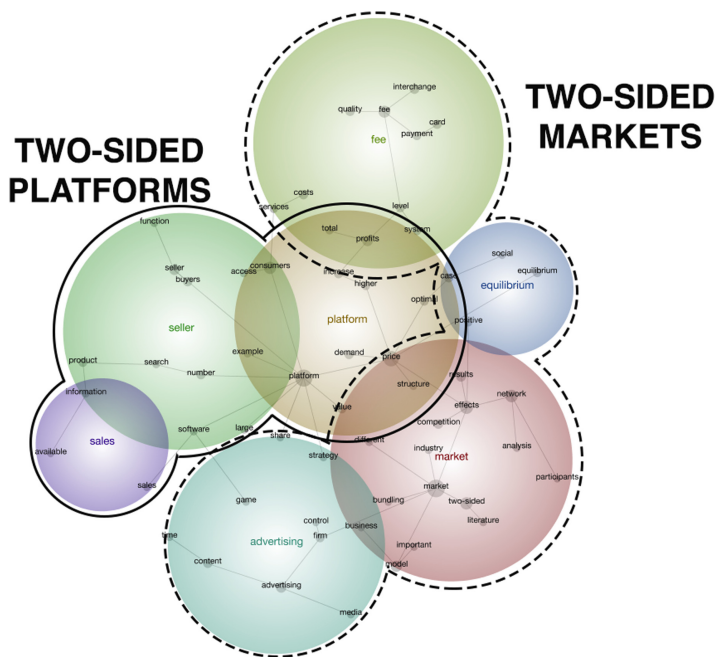 interchange
TWO-SIDED
MARKETS
quality
fee
card
payment
fee
TWO-SIDED
PLATFORMS
costs
services
level
function
total
system
profits
social
seller
access
consumers
increase
case
equilibrium
buyers
higher
equilibrium
optimal
platform
positive
seller
example
demand
price
product
search
number
platform
results
structure
information
network
value
effects
competition
software
large
share
different
sales
industry
analysis
available
strategy
market
participants
sales
market
game
bundling
two-sided
control
literature
business
time
firm
advertising
important
content
model
advertising
media